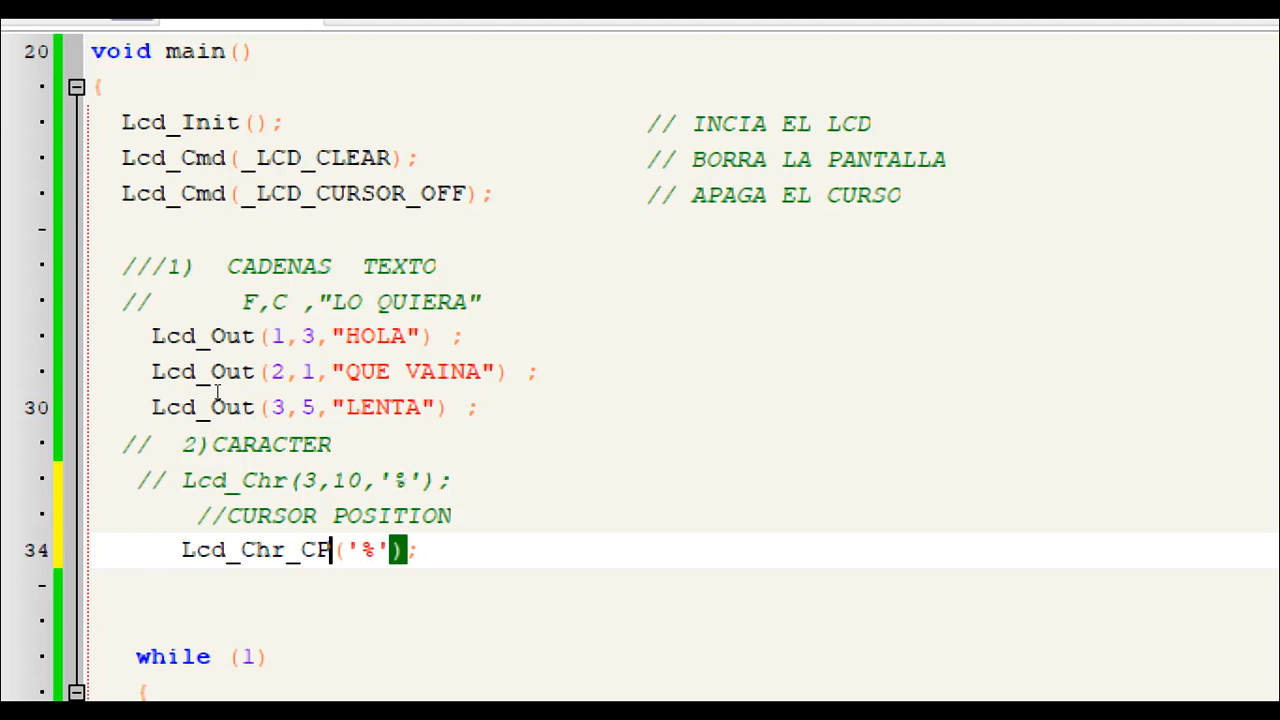 20 void main()
{
Lcd_Init(); // INCIA EL LCD
Lcd_Cmd(_LCD_CLEAR); // BORRA LA PANTALLA
Lcd_Cmd(_LCD_CURSOR_OFF); // APAGA EL CURSO
///1) CADENAS TEXTO
// F,C ,"LO QUIERA"
Lcd_Out(1,3,"HOLA") ;
Lcd_Out(2,1,"QUE VAINA") ;
30 Lcd_Out(3,5,"LENTA") ;
// 2)CARACTER
// Lcd_Chr(3,10,'%');
//CURSOR POSITION
34 Lcd_Chr_CP('%');
while (1)
{